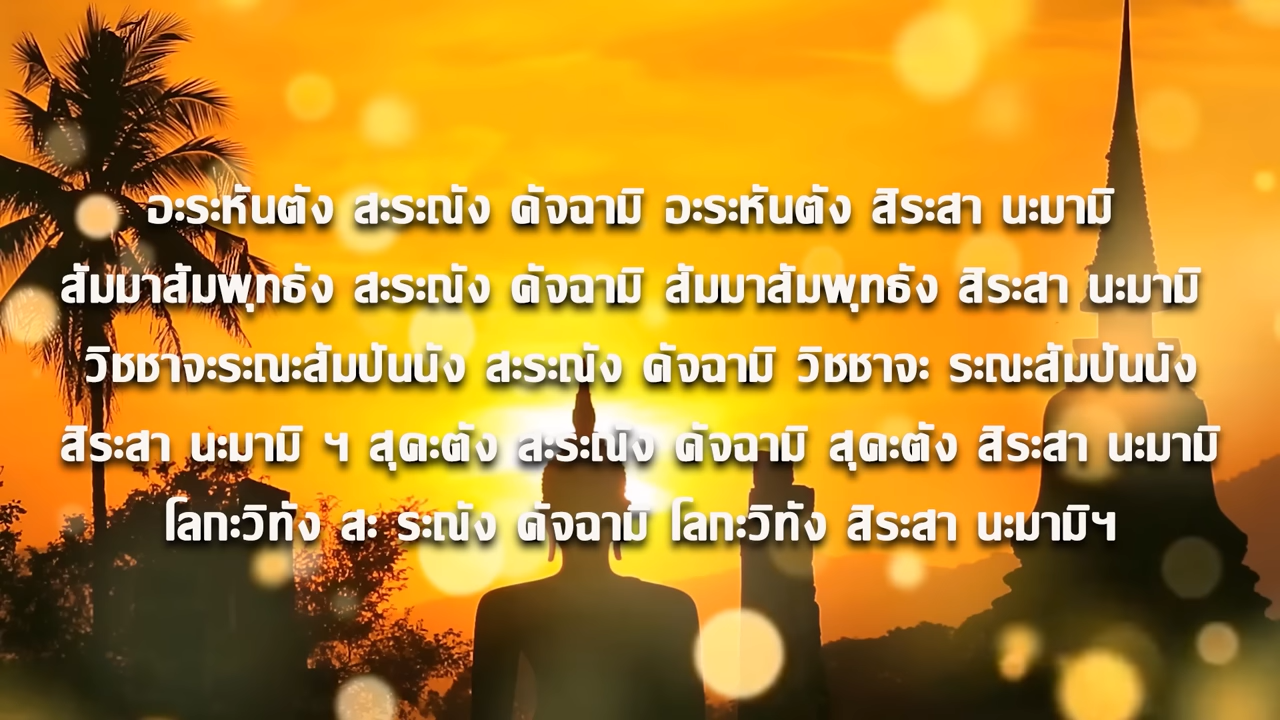 อะระหันตัง สะระณัง คัจฉามิ อะระหันตัง สิระสา นะมามิ
สัมมาสัมพุทธัง สะระณัง คัจฉามิ สัมมาสัมพุทธัง สิระสา นะมามิ
วิชชาจะระณะสัมปันนัง สะระณัง คัจฉามิ วิชชาจะ ระณะสัมปันนัง
สิระสา นะมามิ ฯ สุคะตัง สะระณัง คัจฉามิ สุคะตัง สิระสา นะมามิ
โลกะวิทัง สะ ระณัง คัจฉามิ โลกะวิทัง สิระสา นะมามิฯ